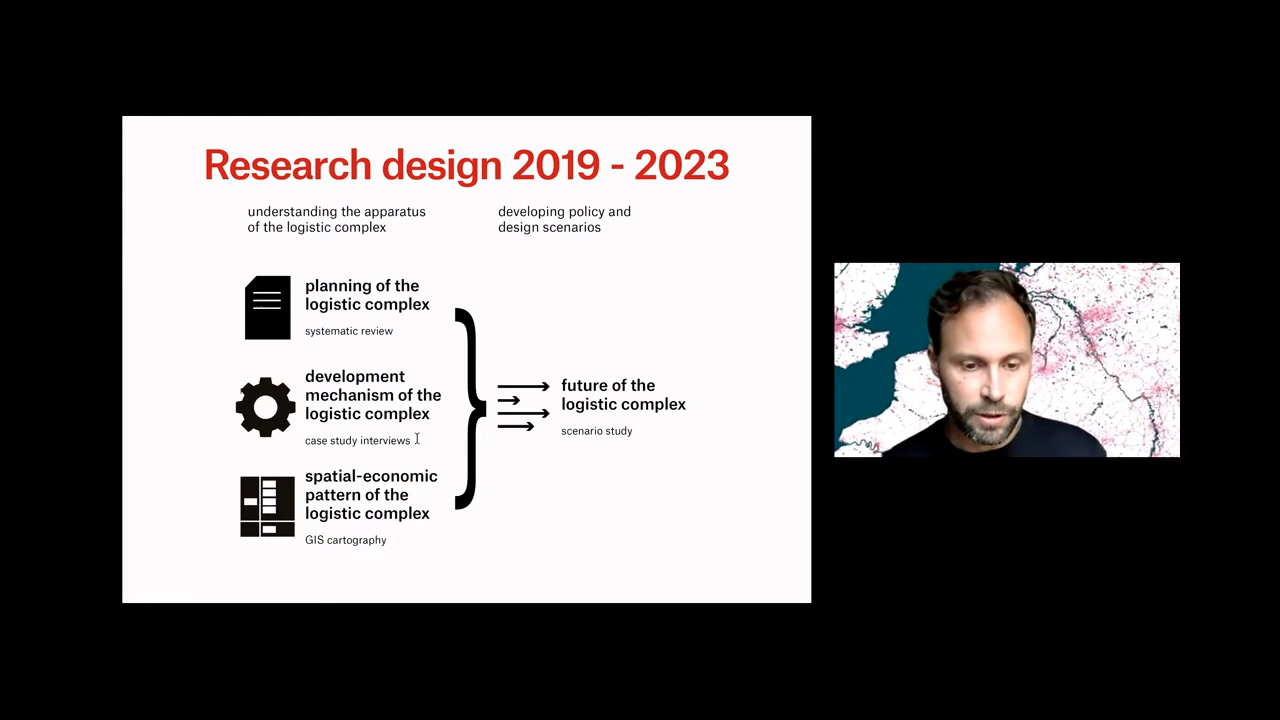 Research design 2019 - 2023
understanding the apparatus
of the logistic complex
developing policy and
design scenarios
planning of the
logistic complex
systematic review
development
mechanism of the
logistic complex
case study interviews
spatial-economic
pattern of the
logistic complex
GIS cartography
future of the
logistic complex
scenario study